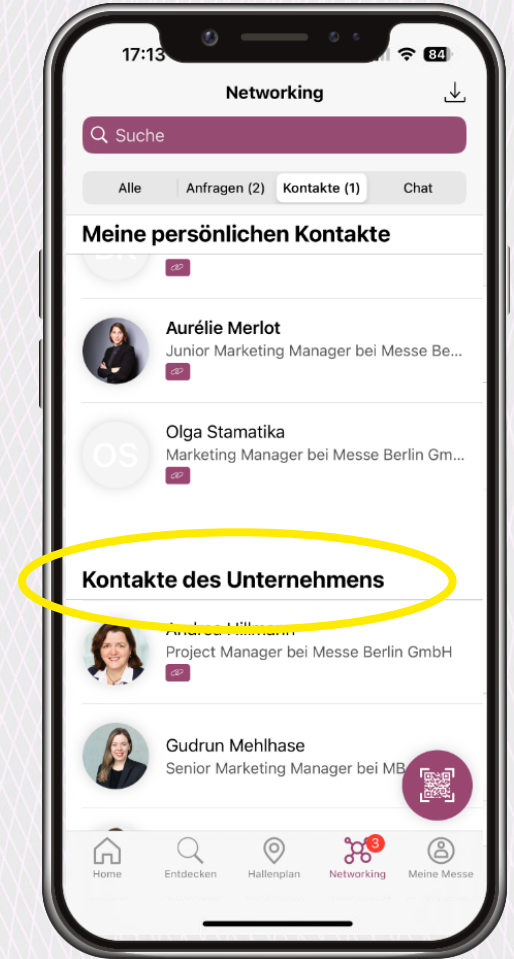 17:13
84
Networking
Suche
Alle
Anfragen (2)
Kontakte (1)
Chat
Meine persönlichen Kontakte
Aurélie Merlot
Junior Marketing Manager bei Messe Be...
OS
Olga Stamatika
Marketing Manager bei Messe Berlin Gm...
Kontakte des Unternehmens
Andrea Hillmann
Project Manager bei Messe Berlin GmbH
Gudrun Mehlhase
Senior Marketing Manager bei MB
3
Home
Entdecken
Hallenplan
Networking
Meine Messe